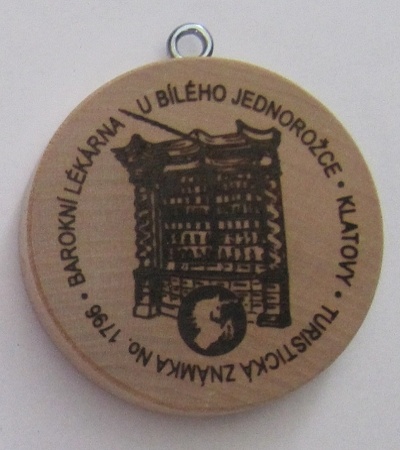 BAROKNÍ LÉKÁRNA U BÍLÉHO JEDNOROŽCE • KLATOVY • TURISTICKÁ ZNÁMKA No. 1796 •